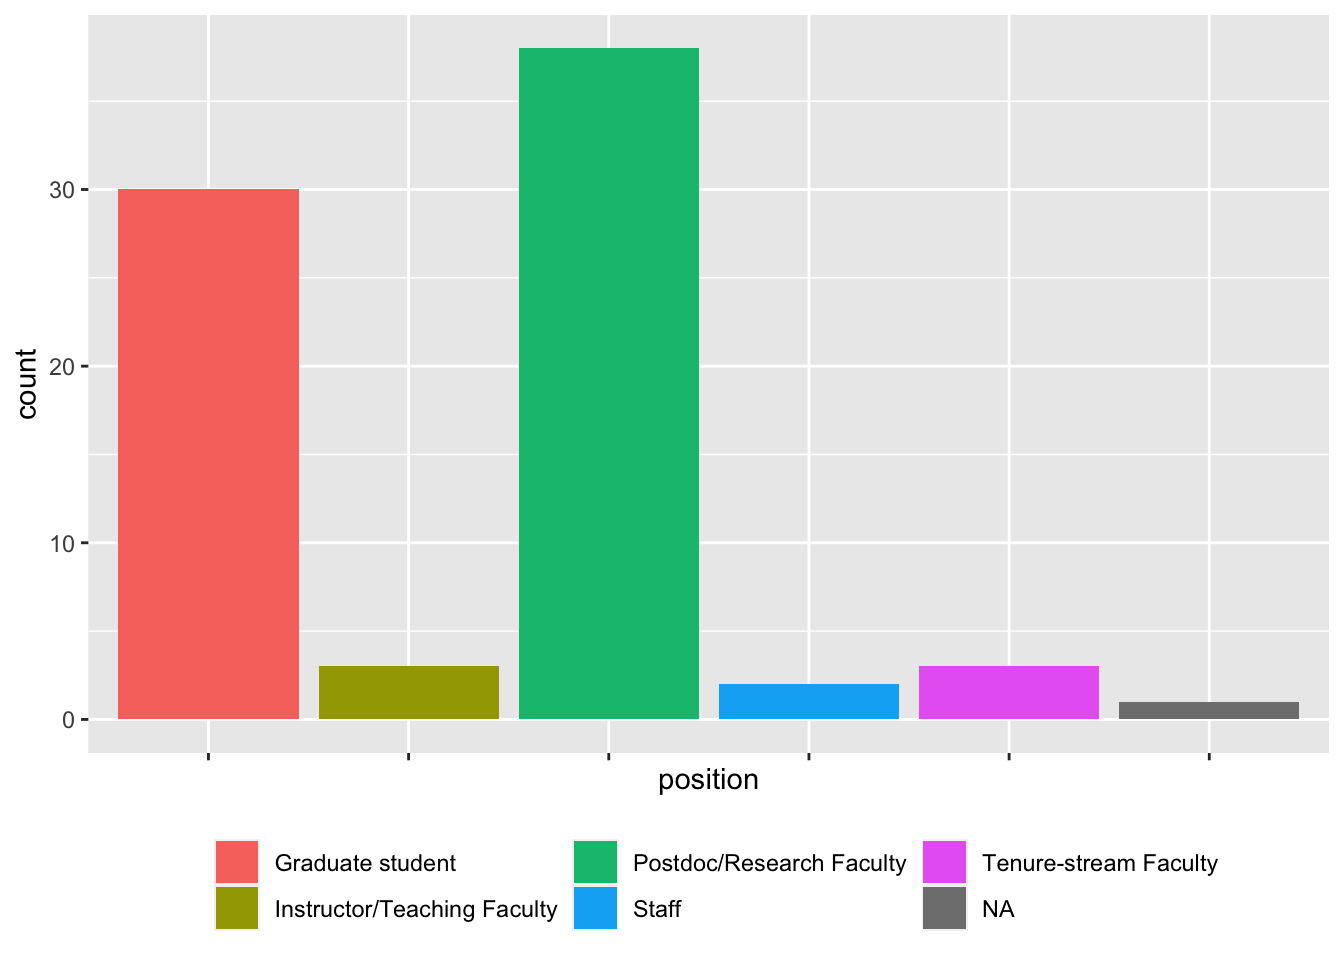 count
30
20
10
0
position
Graduate student
Postdoc/Research Faculty
Tenure-stream Faculty
Instructor/Teaching Faculty
Staff
NA